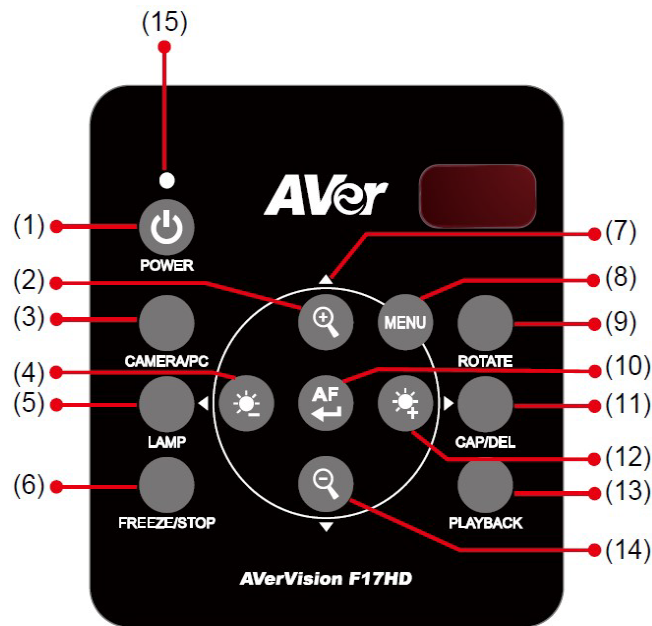 (15)
AVer
(1)
POWER
(7)
(2)
(8)
MENU
(3)
CAMERA/PC
ROTATE
(9)
(4)
AF
(10)
(5)
LAMP
CAP/DEL
(11)
(12)
(6)
FREEZE/STOP
PLAYBACK
(13)
(14)
AVerVision F17HD